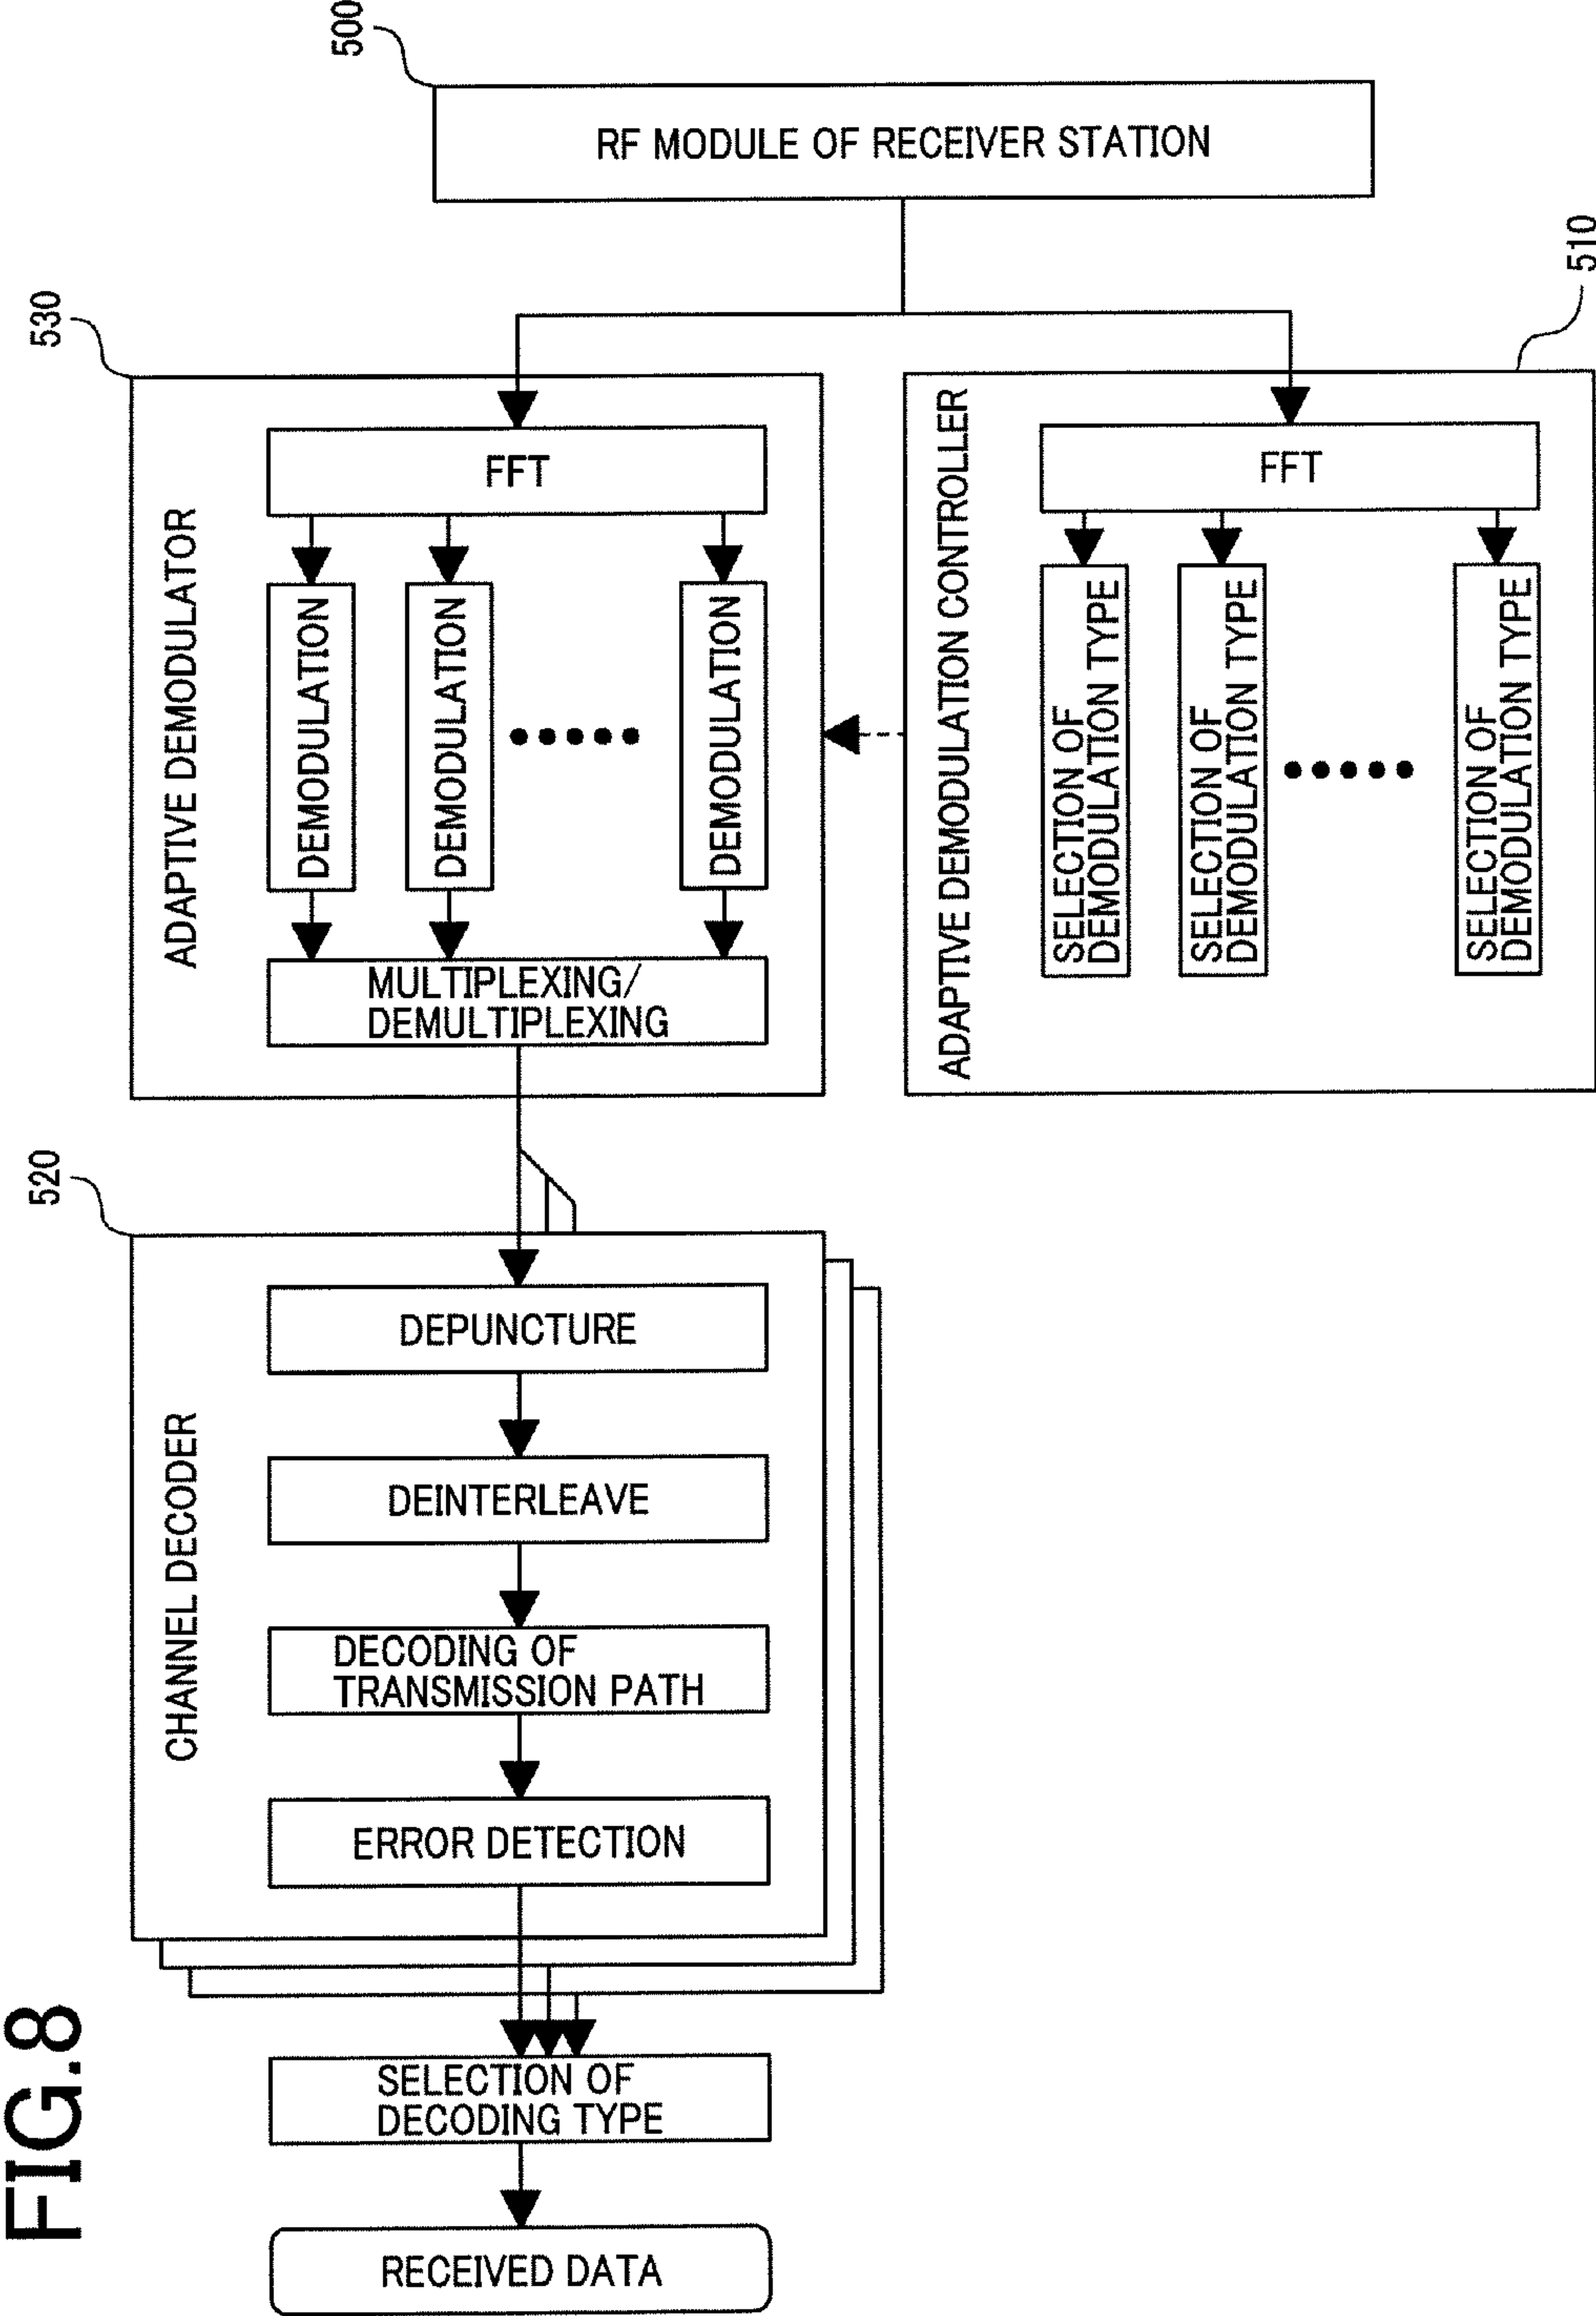 FIG.8
500
RF MODULE OF RECEIVER STATION
530
ADAPTIVE DEMODULATOR
FFT
DEMODULATION
DEMODULATION
DEMODULATION
MULTIPLEXING/
DEMULTIPLEXING
510
ADAPTIVE DEMODULATION CONTROLLER
FFT
SELECTION OF
DEMODULATION TYPE
SELECTION OF
DEMODULATION TYPE
SELECTION OF
DEMODULATION TYPE
520
CHANNEL DECODER
DEPUNCTURE
DEINTERLEAVE
DECODING OF
TRANSMISSION PATH
ERROR DETECTION
SELECTION OF
DECODING TYPE
RECEIVED DATA